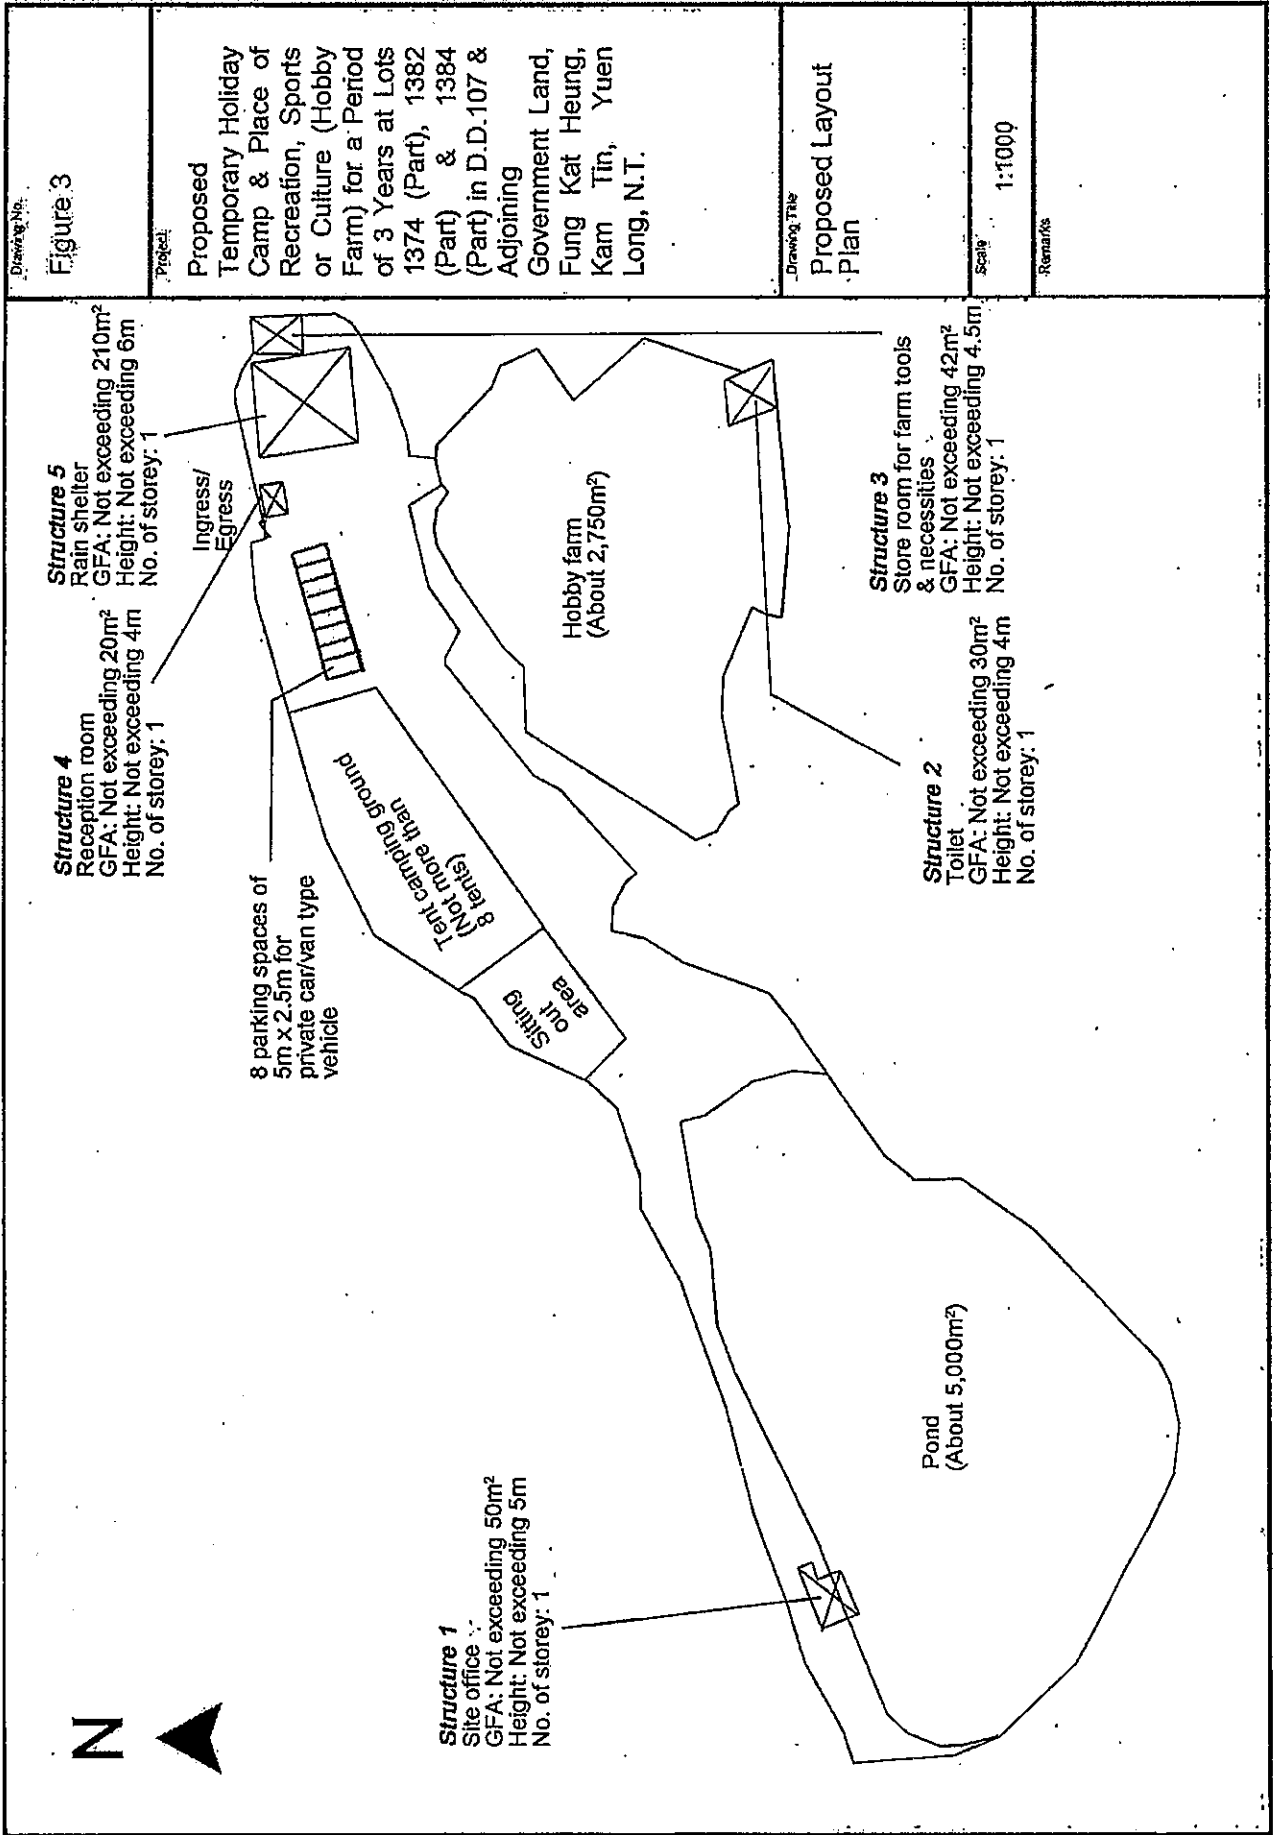 N
Structure 1
Site office
GFA: Not exceeding 50m²
Height: Not exceeding 5m
No. of storey: 1
Structure 4
Reception room
GFA: Not exceeding 20m²
Height: Not exceeding 4m
No. of storey: 1
Structure 5
Rain shelter
GFA: Not exceeding 210m²
Height: Not exceeding 6m
No. of storey: 1
8 parking spaces of
5m x 2.5m for
private car/van type
vehicle
Ingress/
Egress
Tent camping ground
(Not more than
8 tents)
Sitting
out
area
Hobby farm
(About 2,750m²)
Pond
(About 5,000m²)
Structure 2
Toilet
GFA: Not exceeding 30m²
Height: Not exceeding 4m
No. of storey: 1
Structure 3
Store room for farm tools
& necessities
GFA: Not exceeding 42m²
Height: Not exceeding 4.5m
No. of storey: 1
Drawing No.
Figure 3
Project:
Proposed
Temporary Holiday
Camp & Place of
Recreation, Sports
or Culture (Hobby
Farm) for a Period
of 3 Years at Lots
1374 (Part), 1382
(Part) & 1384
(Part) in D.D.107 &
Adjoining
Government Land,
Fung Kat Heung,
Kam Tin, Yuen
Long, N.T.
Drawing Title
Proposed Layout
Plan
Scale
1:1000
Remarks